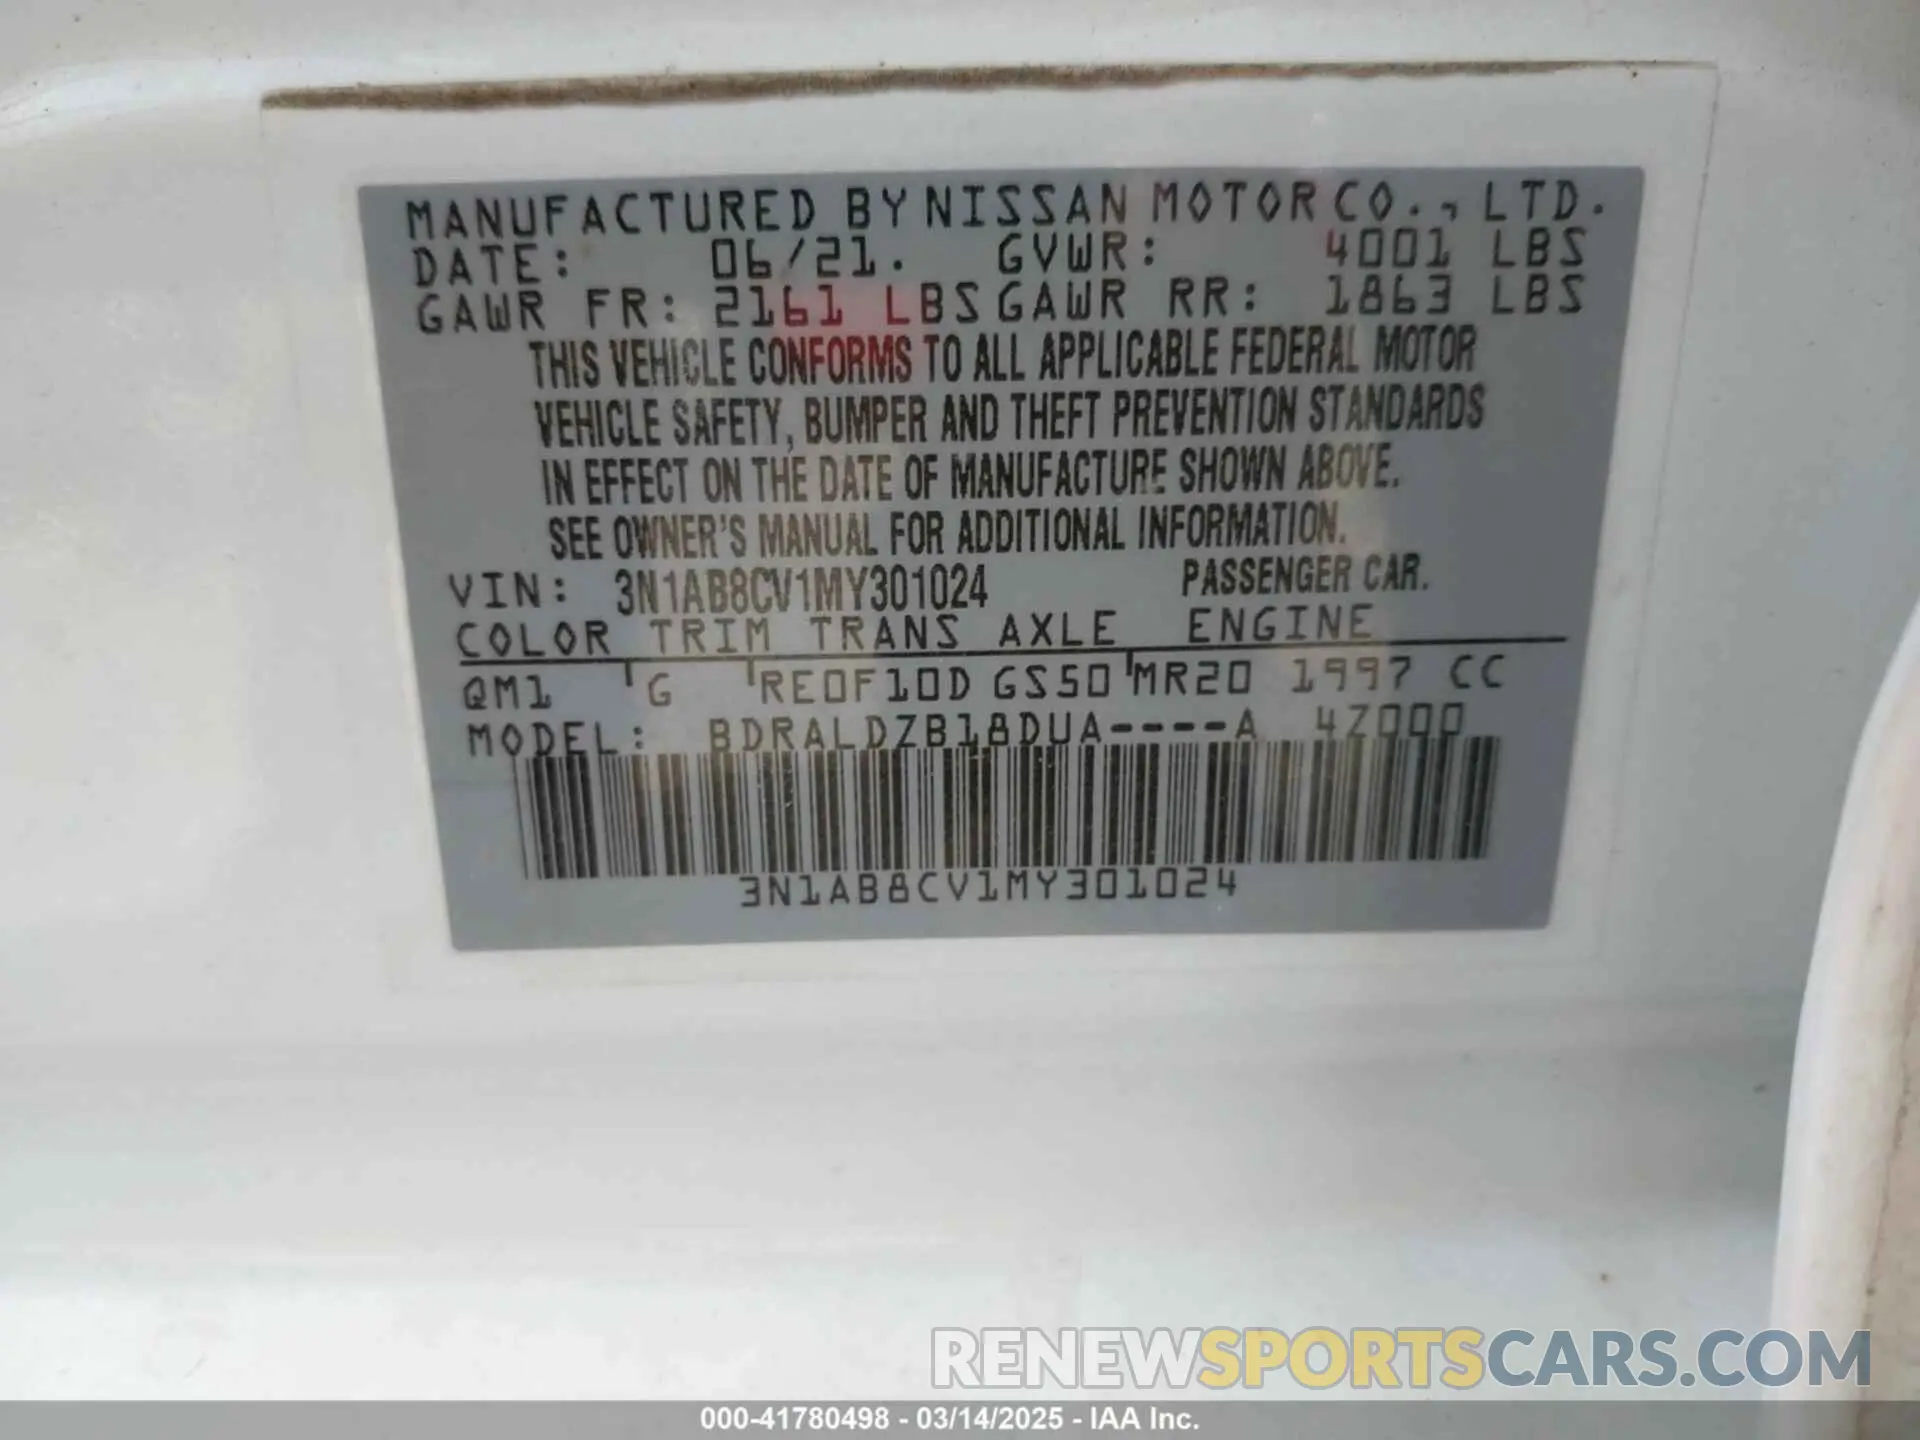 MANUFACTURED BY NISSAN MOTOR CO., LTD.
DATE: 06/21. GVWR: 4001 LBS
GAWR FR: 2161 LBS GAWR RR: 1863 LBS
THIS VEHICLE CONFORMS TO ALL APPLICABLE FEDERAL MOTOR
VEHICLE SAFETY, BUMPER AND THEFT PREVENTION STANDARDS
IN EFFECT ON THE DATE OF MANUFACTURE SHOWN ABOVE.
SEE OWNER'S MANUAL FOR ADDITIONAL INFORMATION.
VIN: 3N1AB8CV1MY301024 PASSENGER CAR.
COLOR TRIM TRANS AXLE ENGINE
QM1 G RE0F10D GS50 MR20 1997 CC
MODEL: BDRALDZB18DUA----A 4Z000
3N1AB8CV1MY301024
RENEWSPORTSCARS.COM
000-41780498 - 03/14/2025 - IAA Inc.